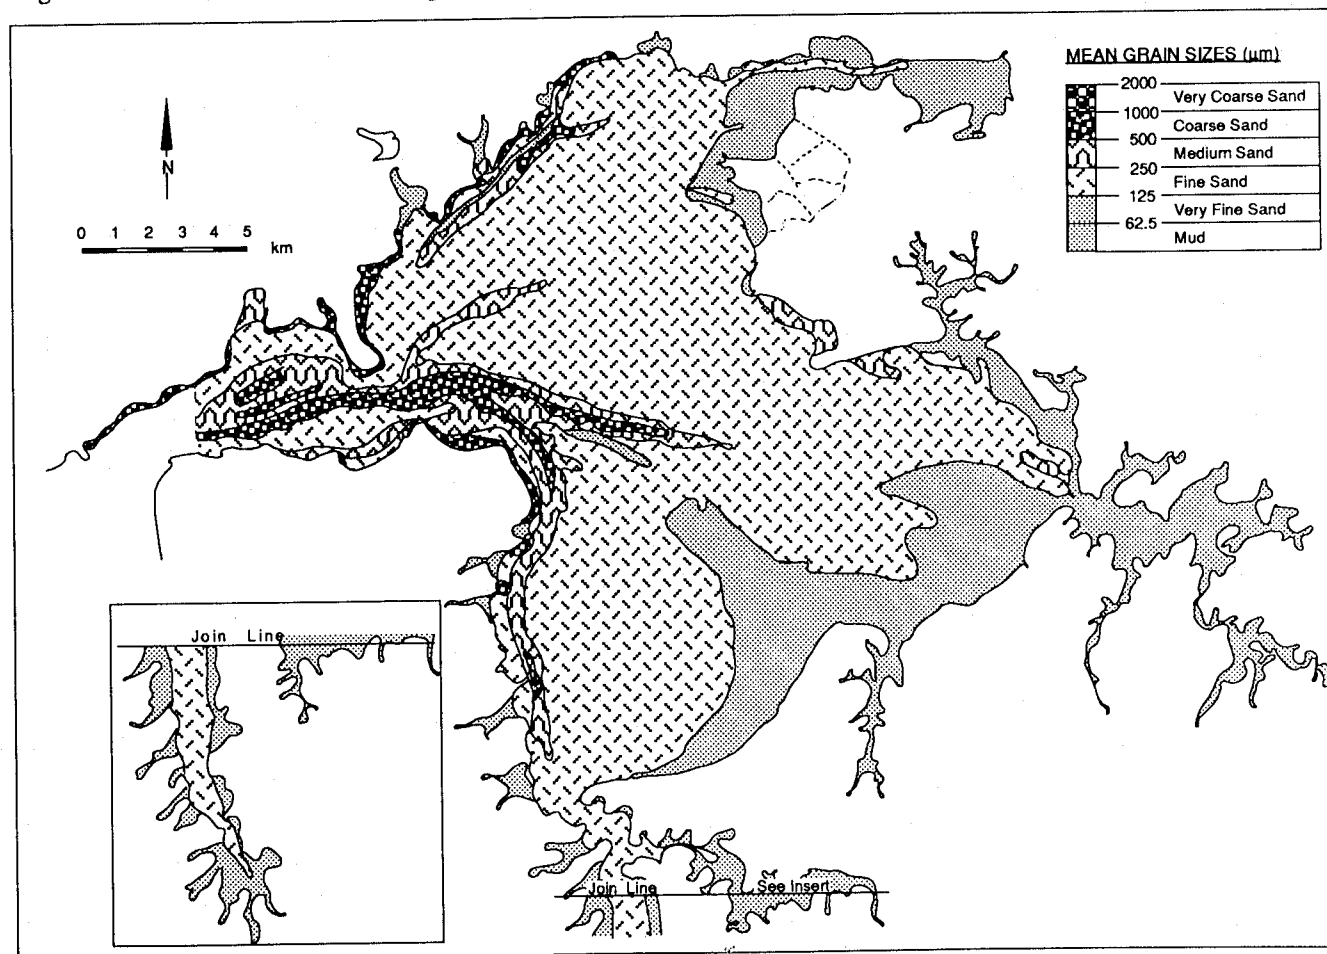 MEAN GRAIN SIZES (µm)
2000
Very Coarse Sand
1000
Coarse Sand
500
Medium Sand
250
Fine Sand
125
Very Fine Sand
62.5
Mud
N
0 1 2 3 4 5
km
Join Line
Join Line
See Insert